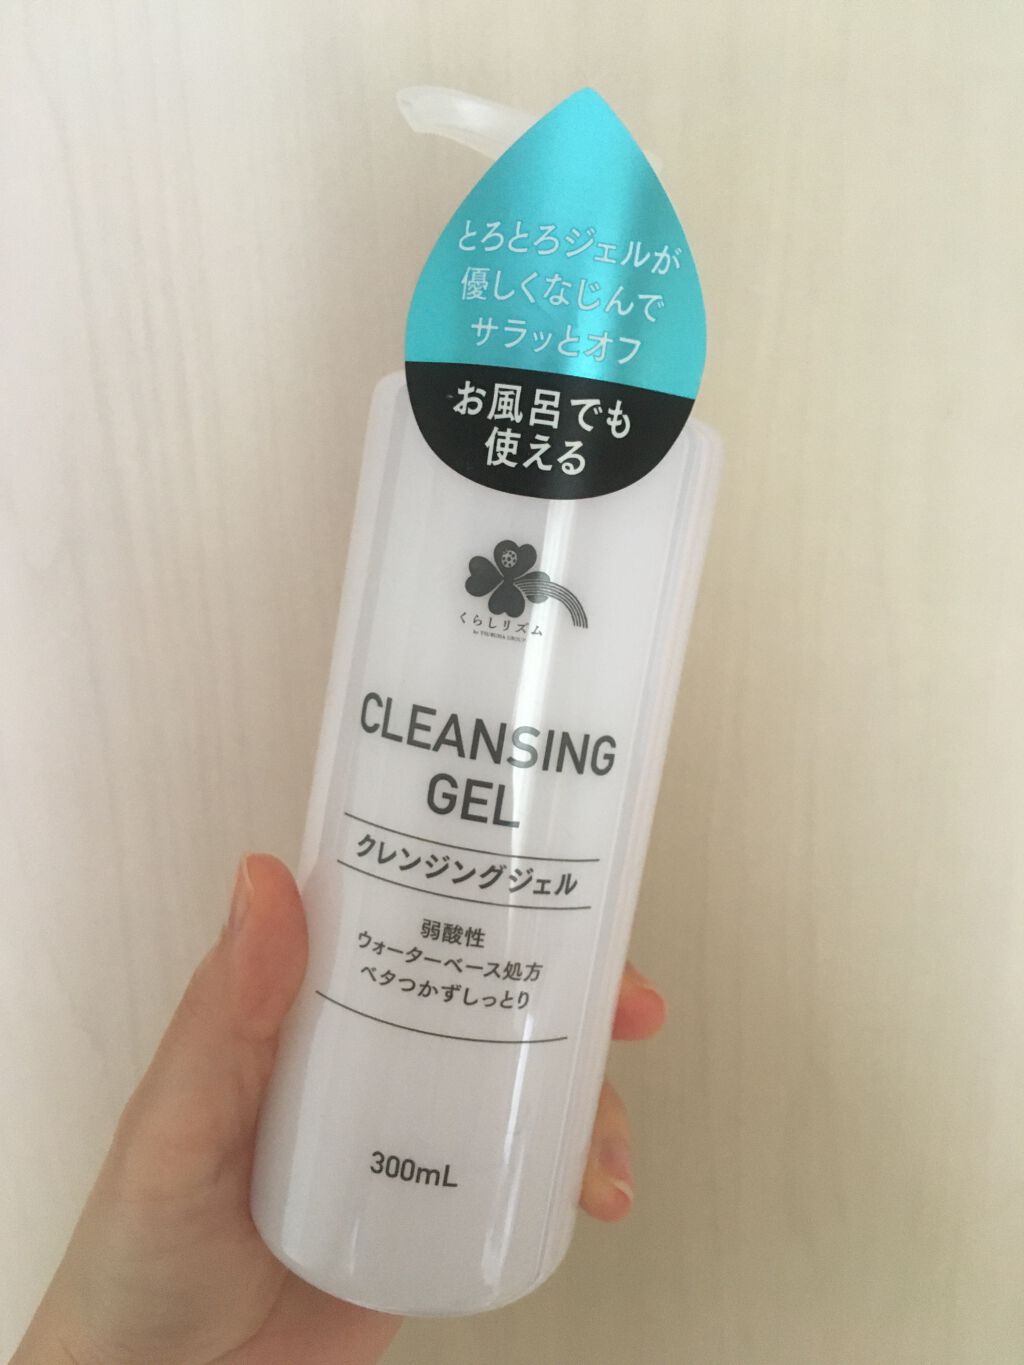 とろとろジェルが
優しくなじんで
サラッとオフ
お風呂でも
使える
くらしリズム
by TSURUHA GROUP
CLEANSING
GEL
クレンジングジェル
弱酸性
ウォーターベース処方
ベタつかずしっとり
300mL